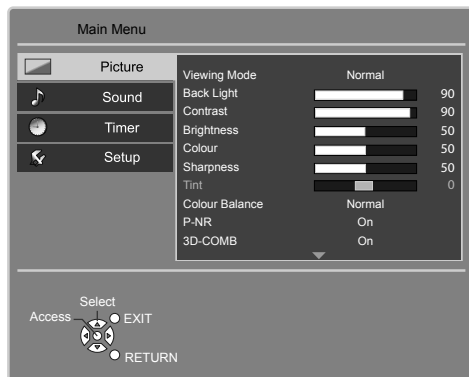 Main Menu
Picture
Sound
Timer
Setup
Viewing Mode Normal
Back Light 90
Contrast 90
Brightness 50
Colour 50
Sharpness 50
Tint 0
Colour Balance Normal
P-NR On
3D-COMB On
Select
Access
EXIT
RETURN